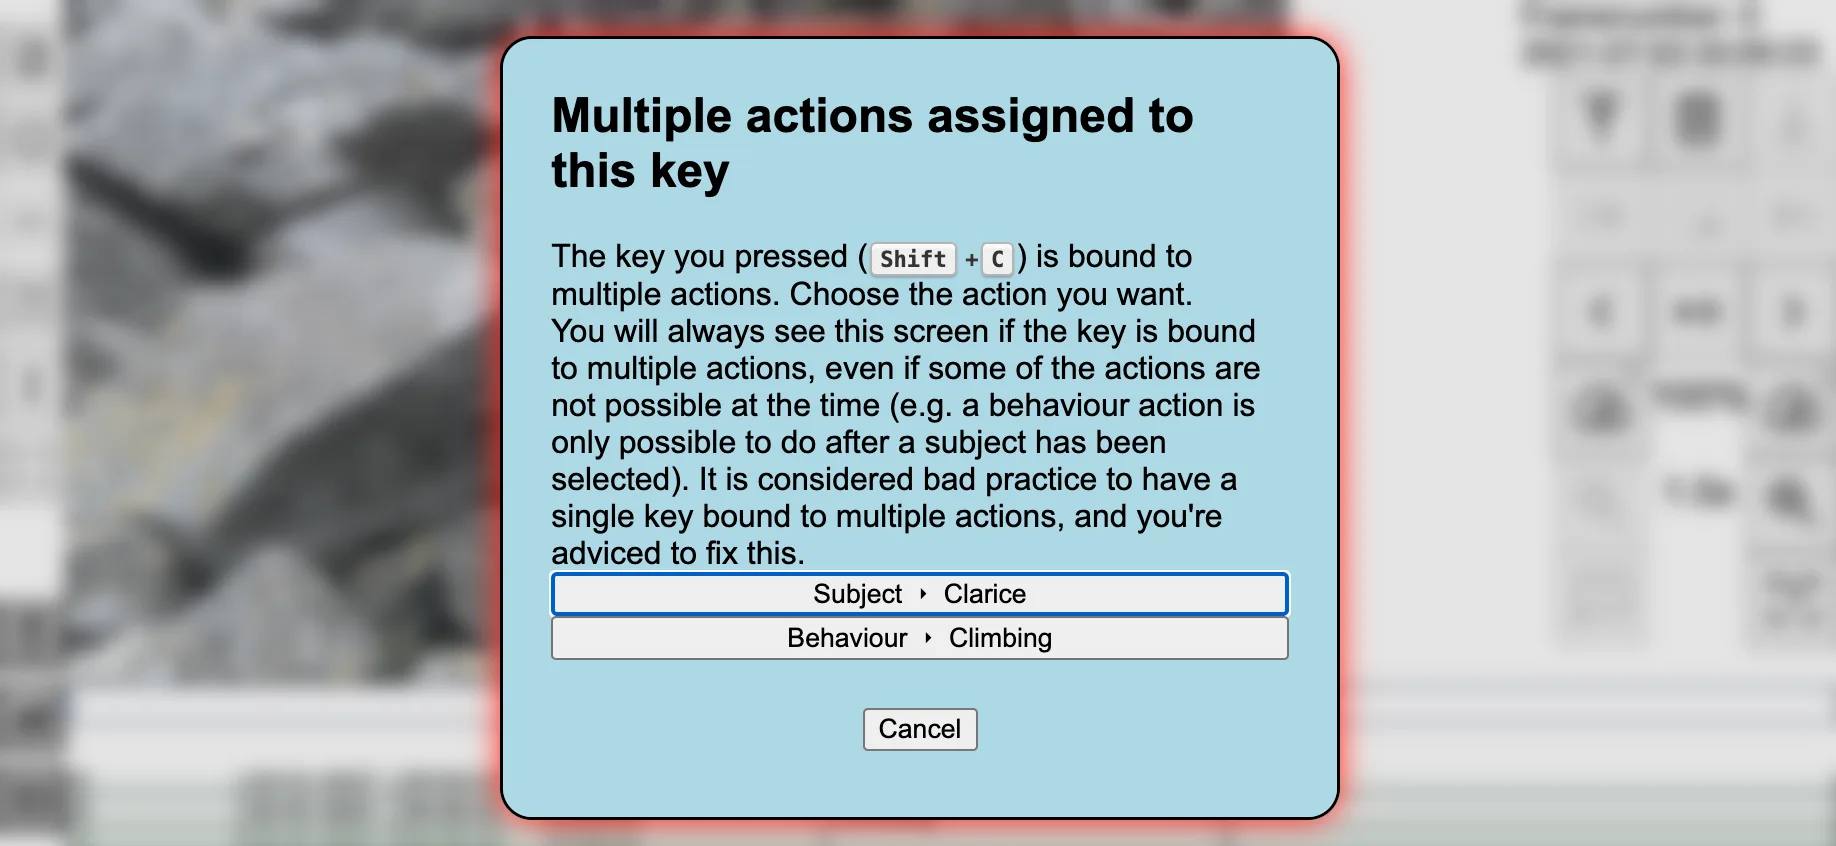 Multiple actions assigned to
this key
The key you pressed (Shift + C) is bound to
multiple actions. Choose the action you want.
You will always see this screen if the key is bound
to multiple actions, even if some of the actions are
not possible at the time (e.g. a behaviour action is
only possible to do after a subject has been
selected). It is considered bad practice to have a
single key bound to multiple actions, and you're
adviced to fix this.
Subject ‣ Clarice
Behaviour ‣ Climbing
Cancel